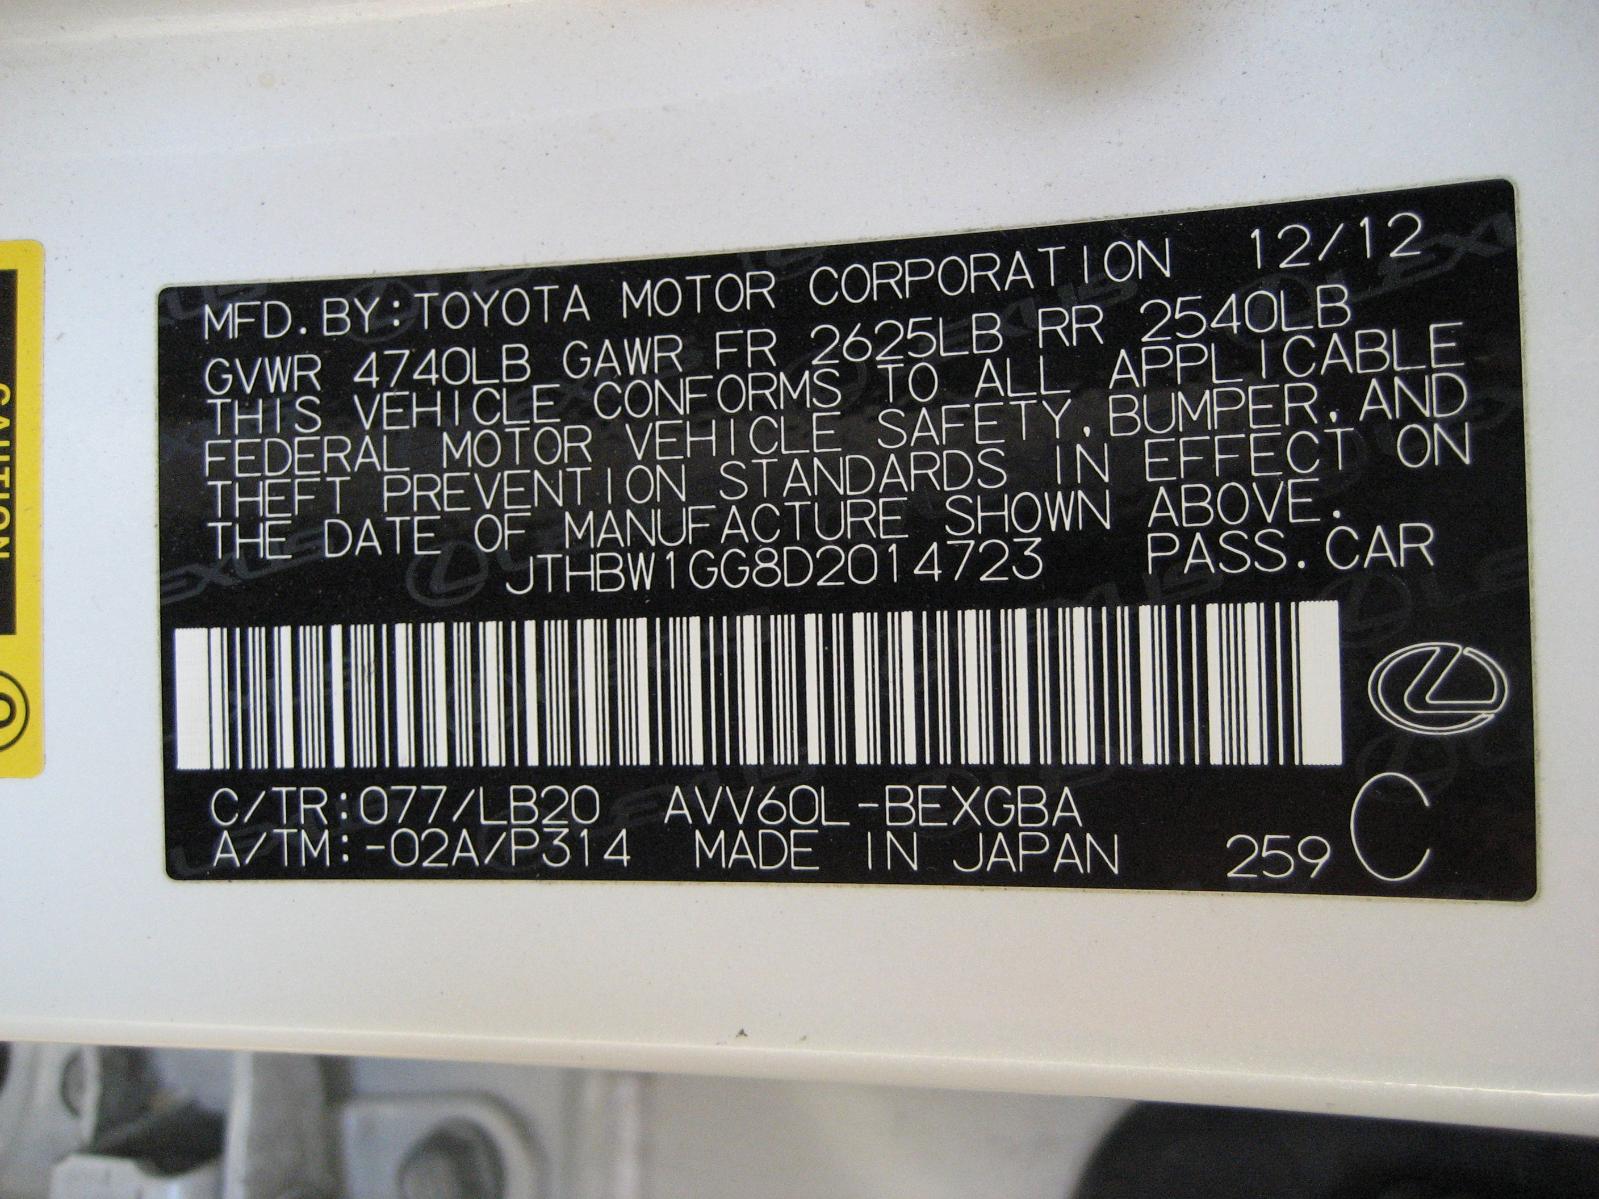 MFD.BY:TOYOTA MOTOR CORPORATION 12/12
GVWR 4740LB GAWR FR 2625LB RR 2540LB
THIS VEHICLE CONFORMS TO ALL APPLICABLE
FEDERAL MOTOR VEHICLE SAFETY,BUMPER,AND
THEFT PREVENTION STANDARDS IN EFFECT ON
THE DATE OF MANUFACTURE SHOWN ABOVE.
JTHBW1GG8D2014723 PASS.CAR
C/TR:077/LB20 AVV60L-BEXGBA
A/TM:-02A/P314 MADE IN JAPAN 259 C
CAUTION